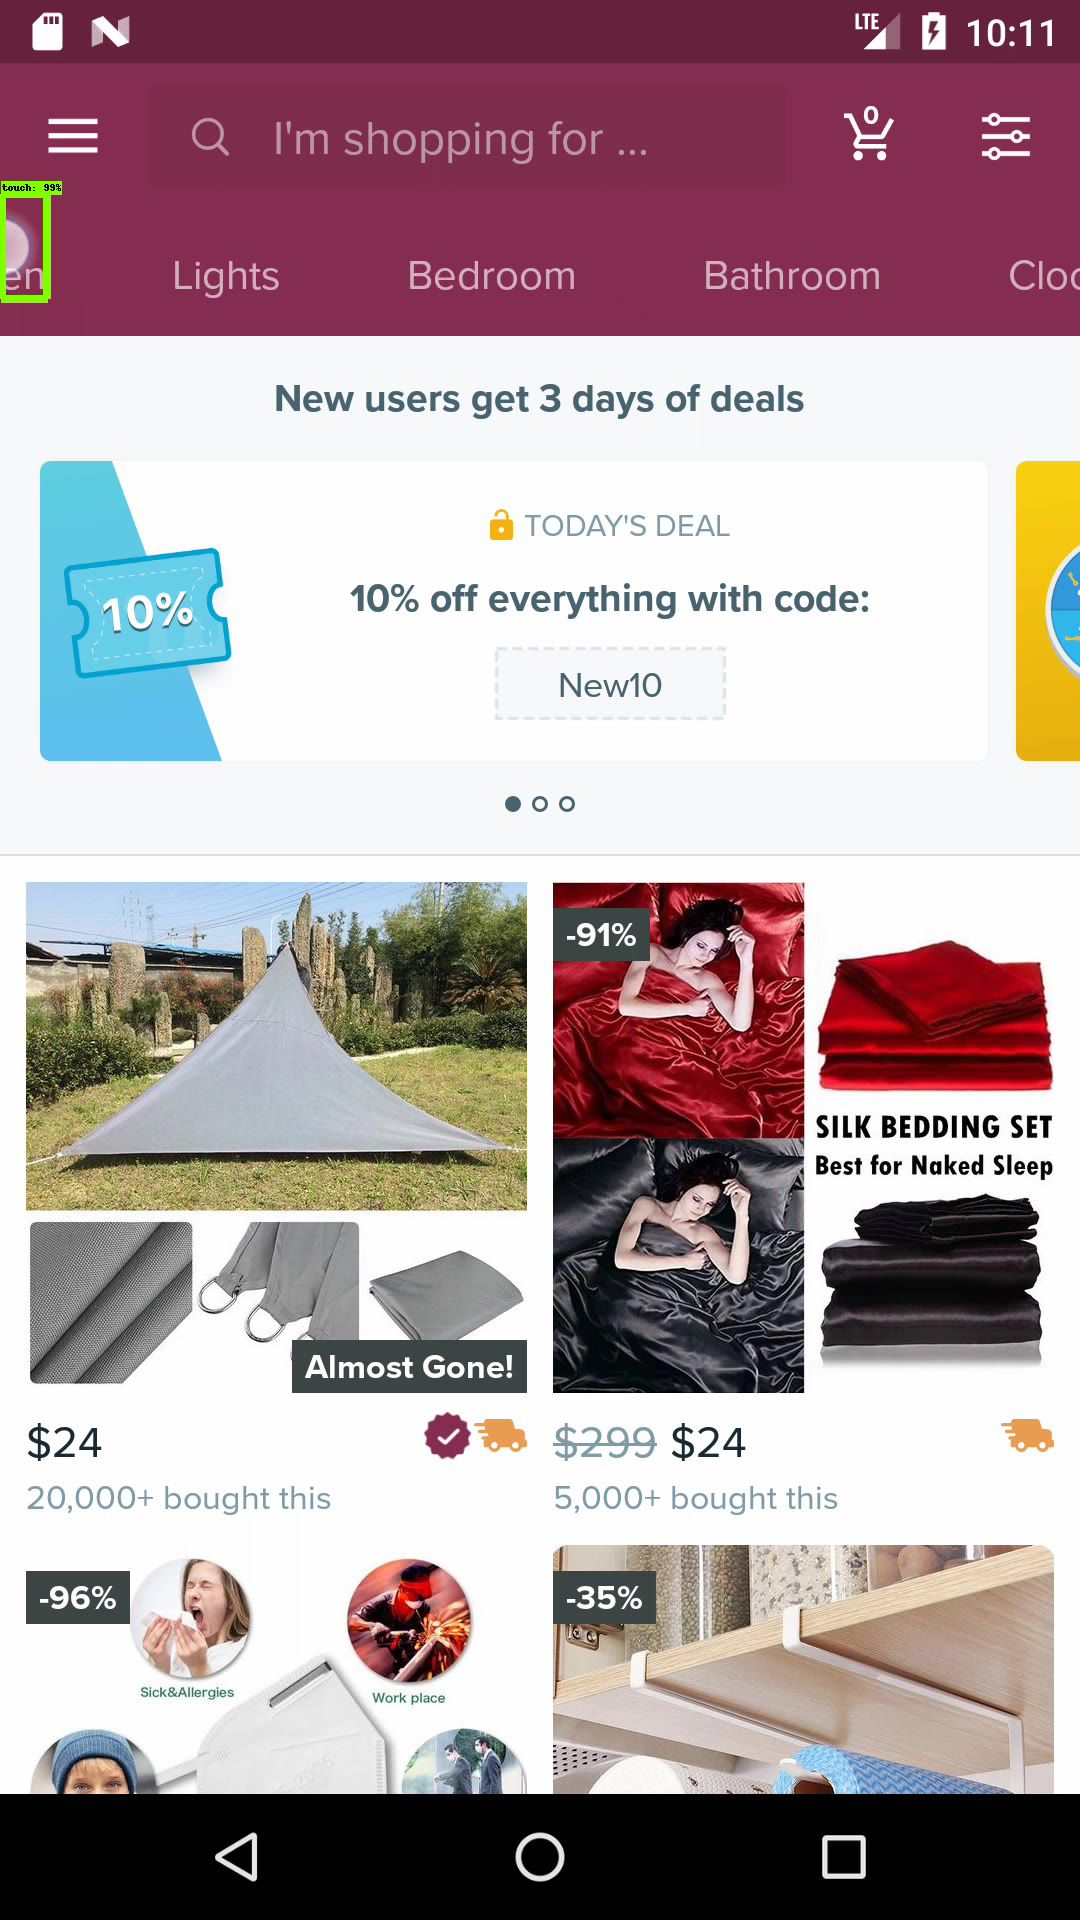 LTE 10:11
I'm shopping for ...
0
touch: 99%
en Lights Bedroom Bathroom Cloc
New users get 3 days of deals
TODAY'S DEAL
10%
10% off everything with code:
New10
-91%
SILK BEDDING SET
Best for Naked Sleep
Almost Gone!
$24
$299 $24
20,000+ bought this
5,000+ bought this
-96%
-35%
Sick&Allergies
Work place